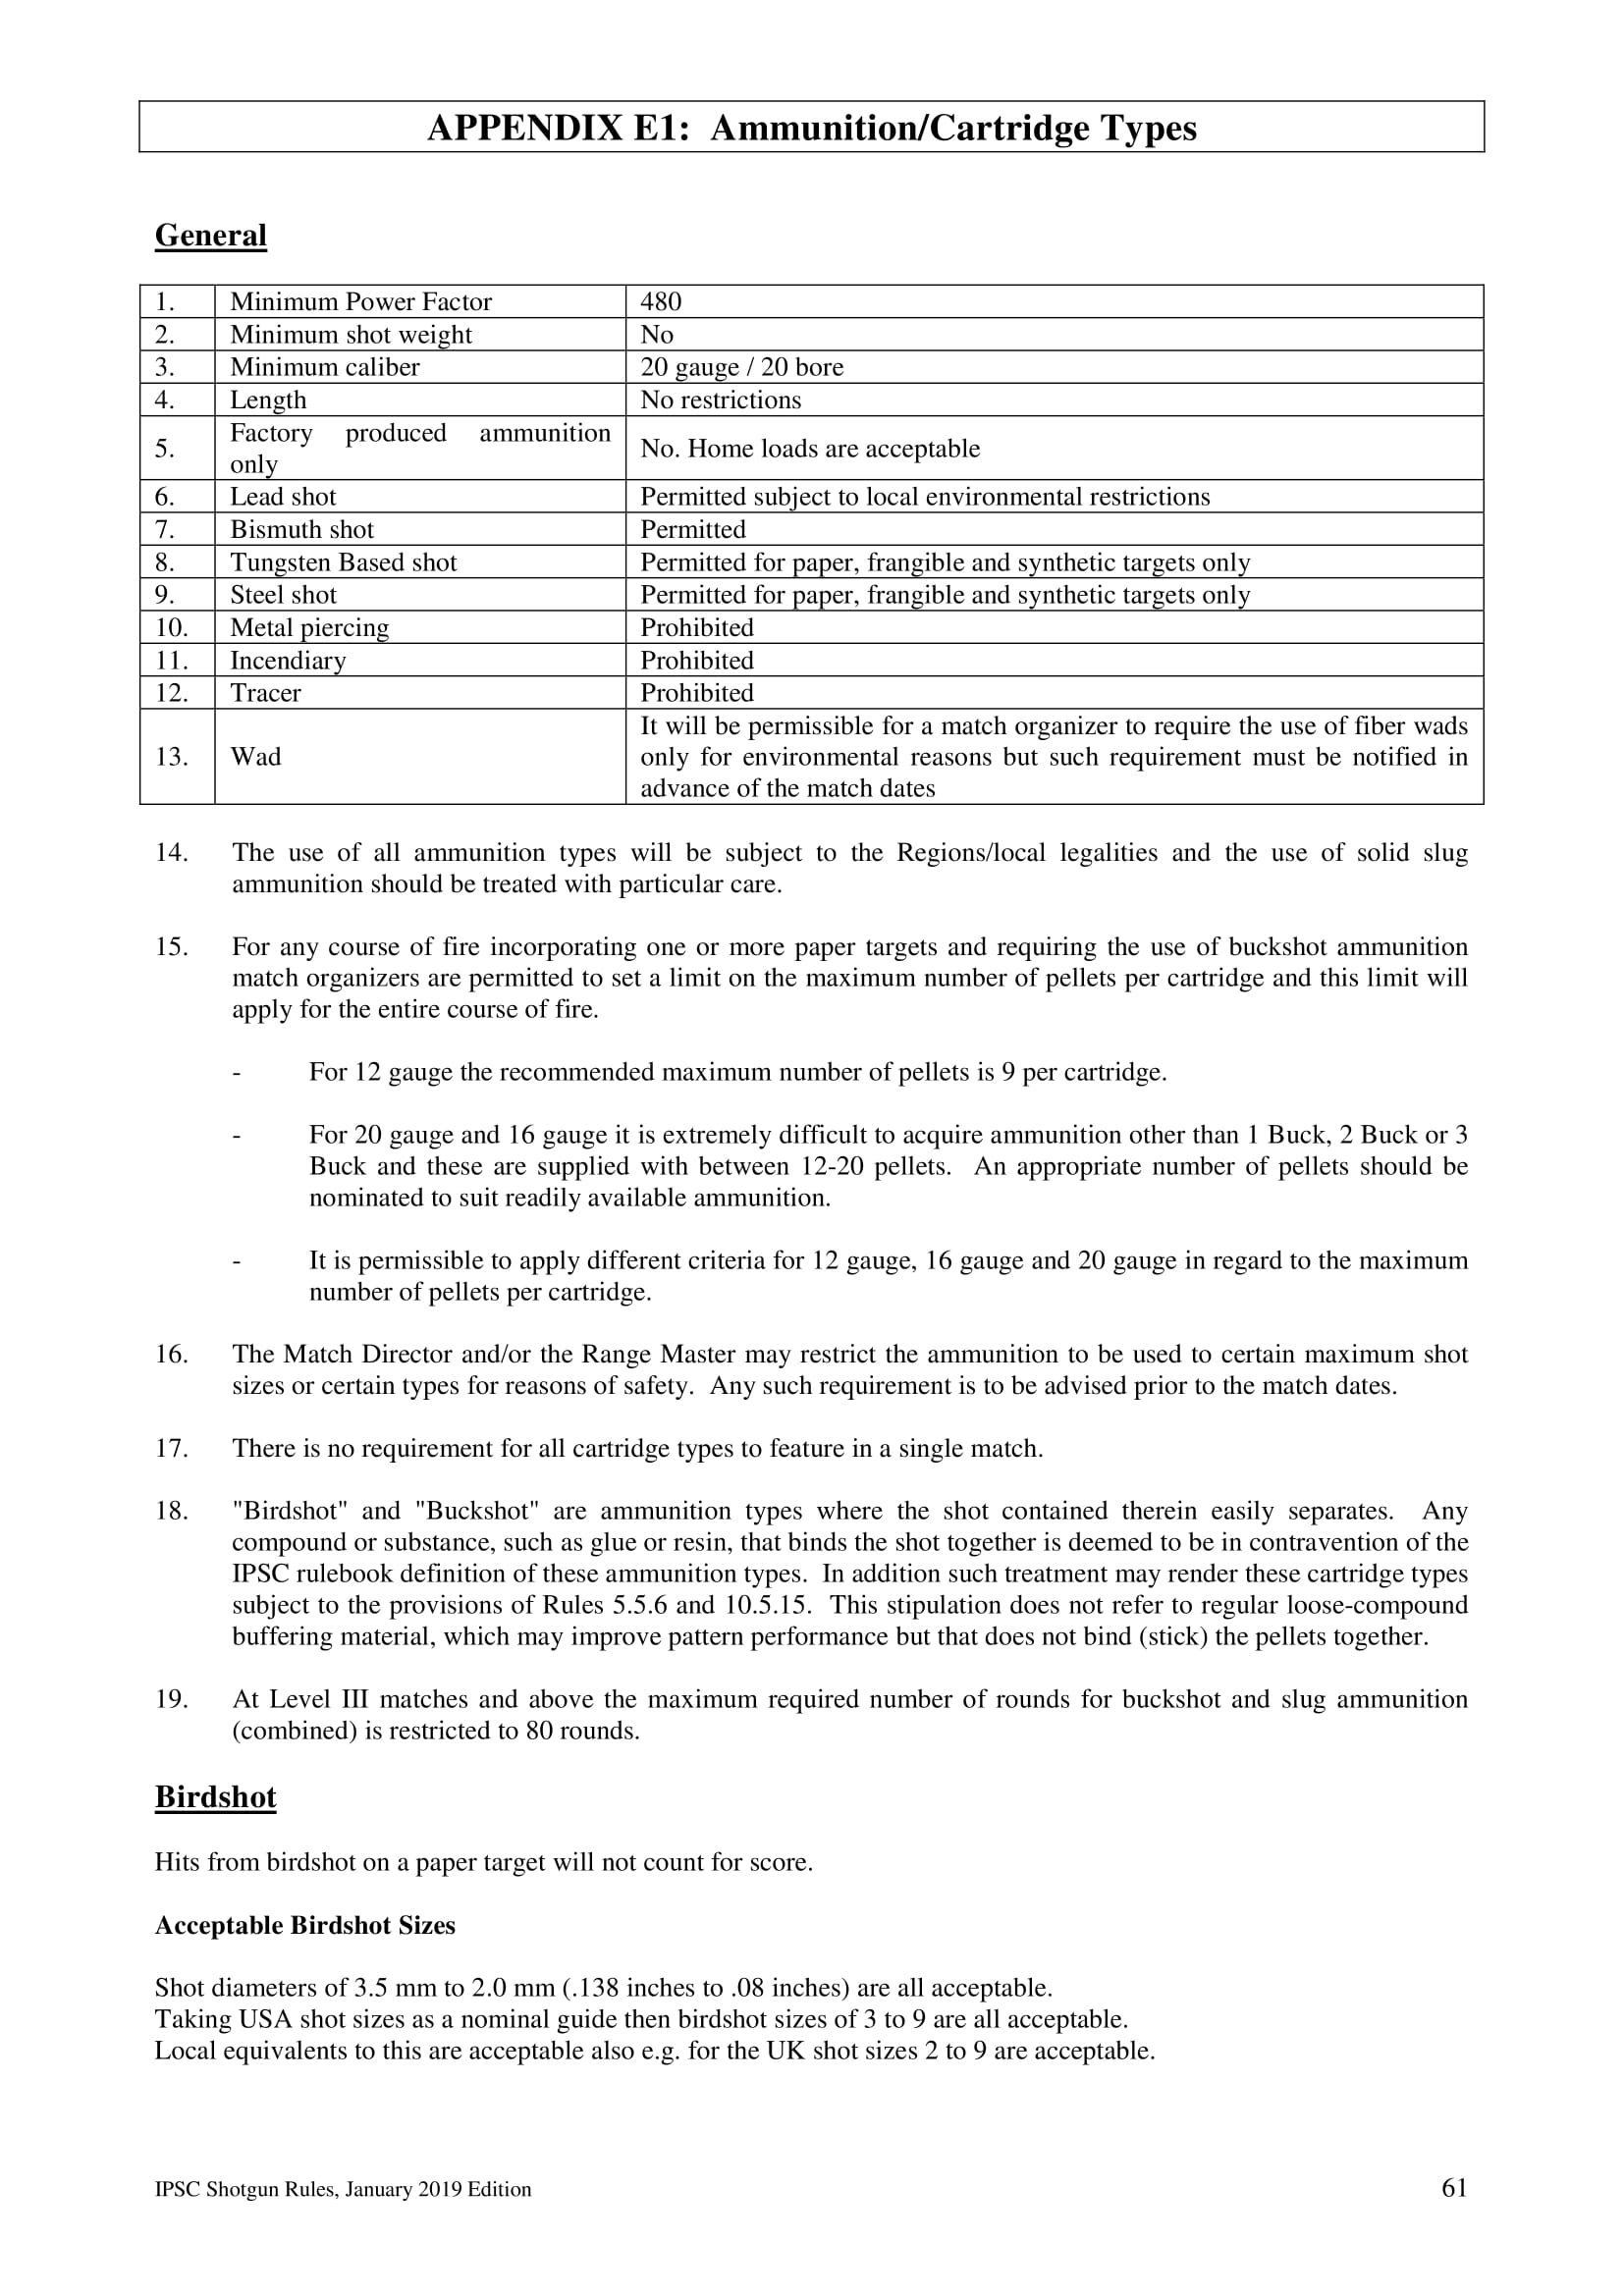 APPENDIX E1:  Ammunition/Cartridge Types
General
1. Minimum Power Factor 480
2. Minimum shot weight No
3. Minimum caliber 20 gauge / 20 bore
4. Length No restrictions
5. Factory produced ammunition
only No. Home loads are acceptable
6. Lead shot Permitted subject to local environmental restrictions
7. Bismuth shot Permitted
8. Tungsten Based shot Permitted for paper, frangible and synthetic targets only
9. Steel shot Permitted for paper, frangible and synthetic targets only
10. Metal piercing Prohibited
11. Incendiary Prohibited
12. Tracer Prohibited
13. Wad It will be permissible for a match organizer to require the use of fiber wads
only for environmental reasons but such requirement must be notified in
advance of the match dates
14. The use of all ammunition types will be subject to the Regions/local legalities and the use of solid slug
ammunition should be treated with particular care.
15. For any course of fire incorporating one or more paper targets and requiring the use of buckshot ammunition
match organizers are permitted to set a limit on the maximum number of pellets per cartridge and this limit will
apply for the entire course of fire.
- For 12 gauge the recommended maximum number of pellets is 9 per cartridge.
- For 20 gauge and 16 gauge it is extremely difficult to acquire ammunition other than 1 Buck, 2 Buck or 3
Buck and these are supplied with between 12-20 pellets.  An appropriate number of pellets should be
nominated to suit readily available ammunition.
- It is permissible to apply different criteria for 12 gauge, 16 gauge and 20 gauge in regard to the maximum
number of pellets per cartridge.
16. The Match Director and/or the Range Master may restrict the ammunition to be used to certain maximum shot
sizes or certain types for reasons of safety.  Any such requirement is to be advised prior to the match dates.
17. There is no requirement for all cartridge types to feature in a single match.
18. "Birdshot" and "Buckshot" are ammunition types where the shot contained therein easily separates.  Any
compound or substance, such as glue or resin, that binds the shot together is deemed to be in contravention of the
IPSC rulebook definition of these ammunition types.  In addition such treatment may render these cartridge types
subject to the provisions of Rules 5.5.6 and 10.5.15.  This stipulation does not refer to regular loose-compound
buffering material, which may improve pattern performance but that does not bind (stick) the pellets together.
19. At Level III matches and above the maximum required number of rounds for buckshot and slug ammunition
(combined) is restricted to 80 rounds.
Birdshot
Hits from birdshot on a paper target will not count for score.
Acceptable Birdshot Sizes
Shot diameters of 3.5 mm to 2.0 mm (.138 inches to .08 inches) are all acceptable.
Taking USA shot sizes as a nominal guide then birdshot sizes of 3 to 9 are all acceptable.
Local equivalents to this are acceptable also e.g. for the UK shot sizes 2 to 9 are acceptable.
IPSC Shotgun Rules, January 2019 Edition 61